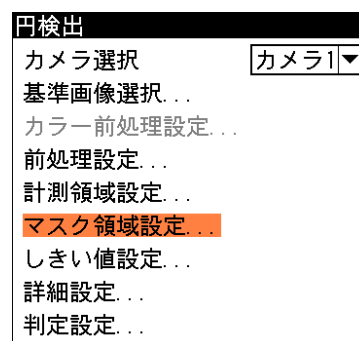 円検出
カメラ選択 カメラ1
基準画像選択...
カラー前処理設定...
前処理設定...
計測領域設定...
マスク領域設定...
しきい値設定...
詳細設定...
判定設定...